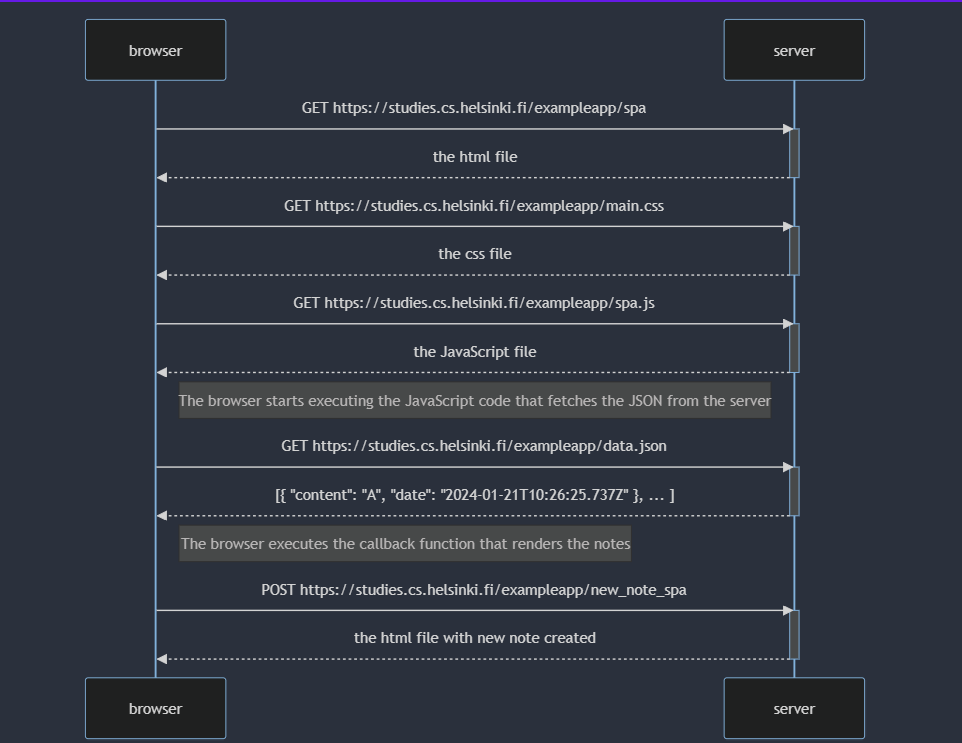 browser
server
GET https://studies.cs.helsinki.fi/exampleapp/spa
the html file
GET https://studies.cs.helsinki.fi/exampleapp/main.css
the css file
GET https://studies.cs.helsinki.fi/exampleapp/spa.js
the JavaScript file
The browser starts executing the JavaScript code that fetches the JSON from the server
GET https://studies.cs.helsinki.fi/exampleapp/data.json
[{ "content": "A", "date": "2024-01-21T10:26:25.737Z" }, ... ]
The browser executes the callback function that renders the notes
POST https://studies.cs.helsinki.fi/exampleapp/new_note_spa
the html file with new note created
browser
server